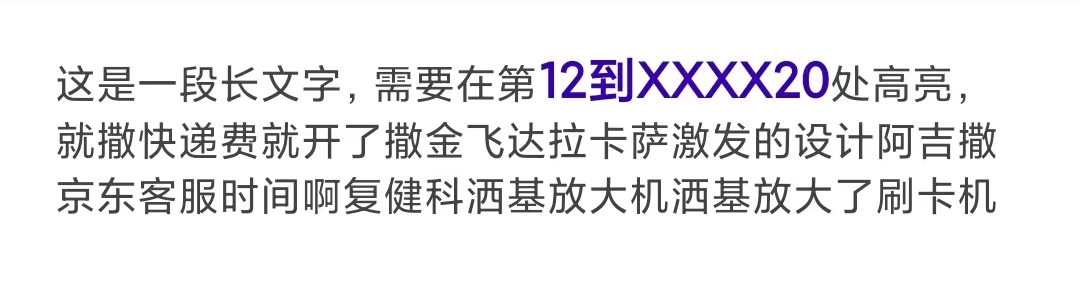 这是一段长文字，需要在第12到XXXX20处高亮，
就撒快递费就开了撒金飞达拉卡萨激发的设计阿吉撒
京东客服时间啊复健科洒基放大机洒基放大了刷卡机